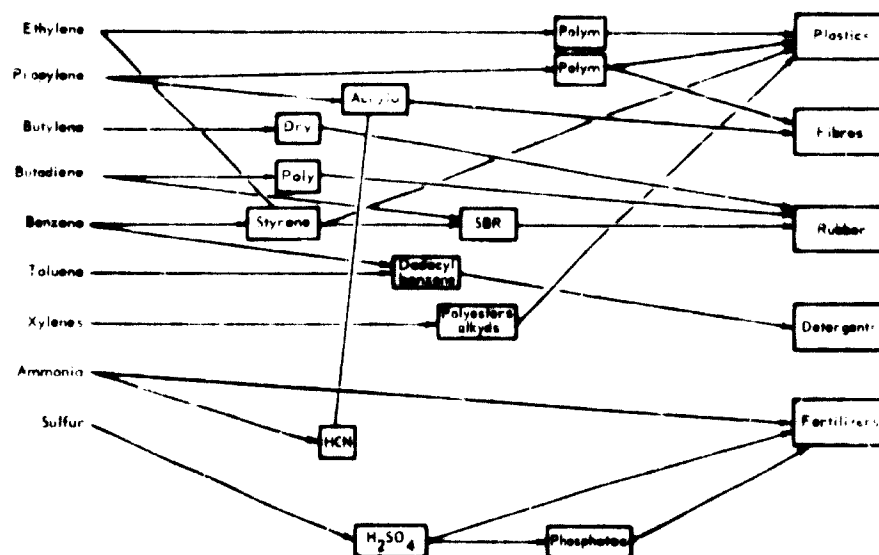 Ethylene
Polym
Plastics
Propylene
Polym
Acrylo
Butylene
Dry
Fibres
Butadiene
Poly
Benzene
Styrene
SBR
Rubber
Toluene
Dodecyl
benzene
Xylenes
Polyesters
alkyds
Detergents
Ammonia
Sulfur
HCN
Fertilizers
H2SO4
Phosphates